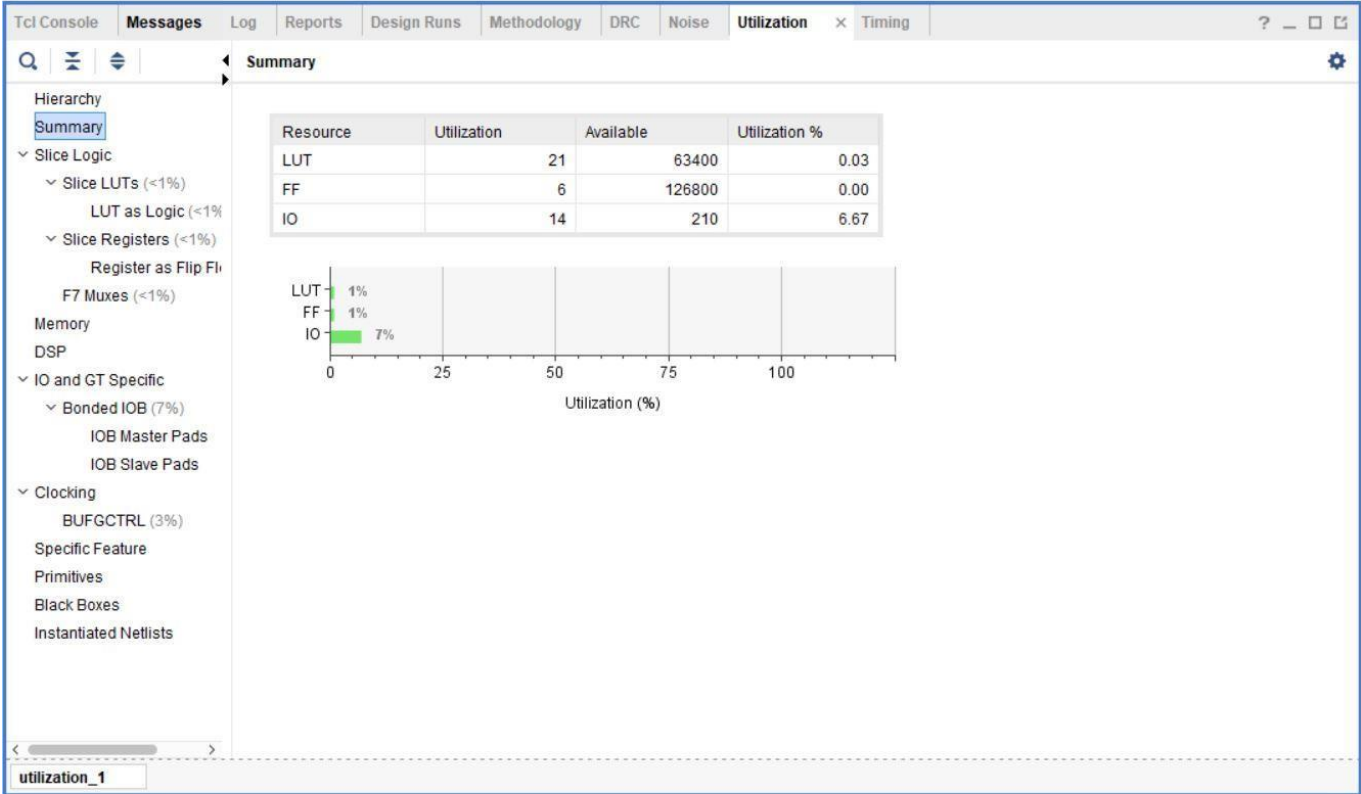 Tcl Console Messages Log Reports Design Runs Methodology DRC Noise Utilization × Timing ?
Summary
Hierarchy
Summary
Slice Logic
Slice LUTs (<1%)
LUT as Logic (<1%
Slice Registers (<1%)
Register as Flip Fl
F7 Muxes (<1%)
Memory
DSP
IO and GT Specific
Bonded IOB (7%)
IOB Master Pads
IOB Slave Pads
Clocking
BUFGCTRL (3%)
Specific Feature
Primitives
Black Boxes
Instantiated Netlists
Resource Utilization Available Utilization %
LUT 21 63400 0.03
FF 6 126800 0.00
IO 14 210 6.67
LUT 1%
FF 1%
IO 7%
0 25 50 75 100
Utilization (%)
utilization_1